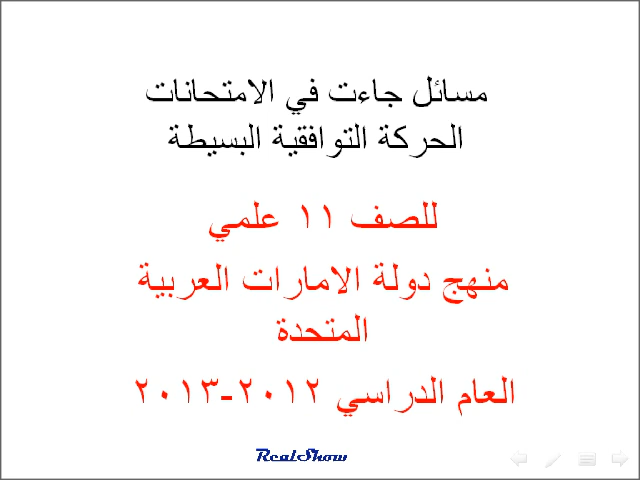 مسائل جاءت في الامتحانات
الحركة التوافقية البسيطة
للصف ١١ علمي
منهج دولة الامارات العربية
المتحدة
العام الدراسي ٢٠١٢-٢٠١٣
RealShow